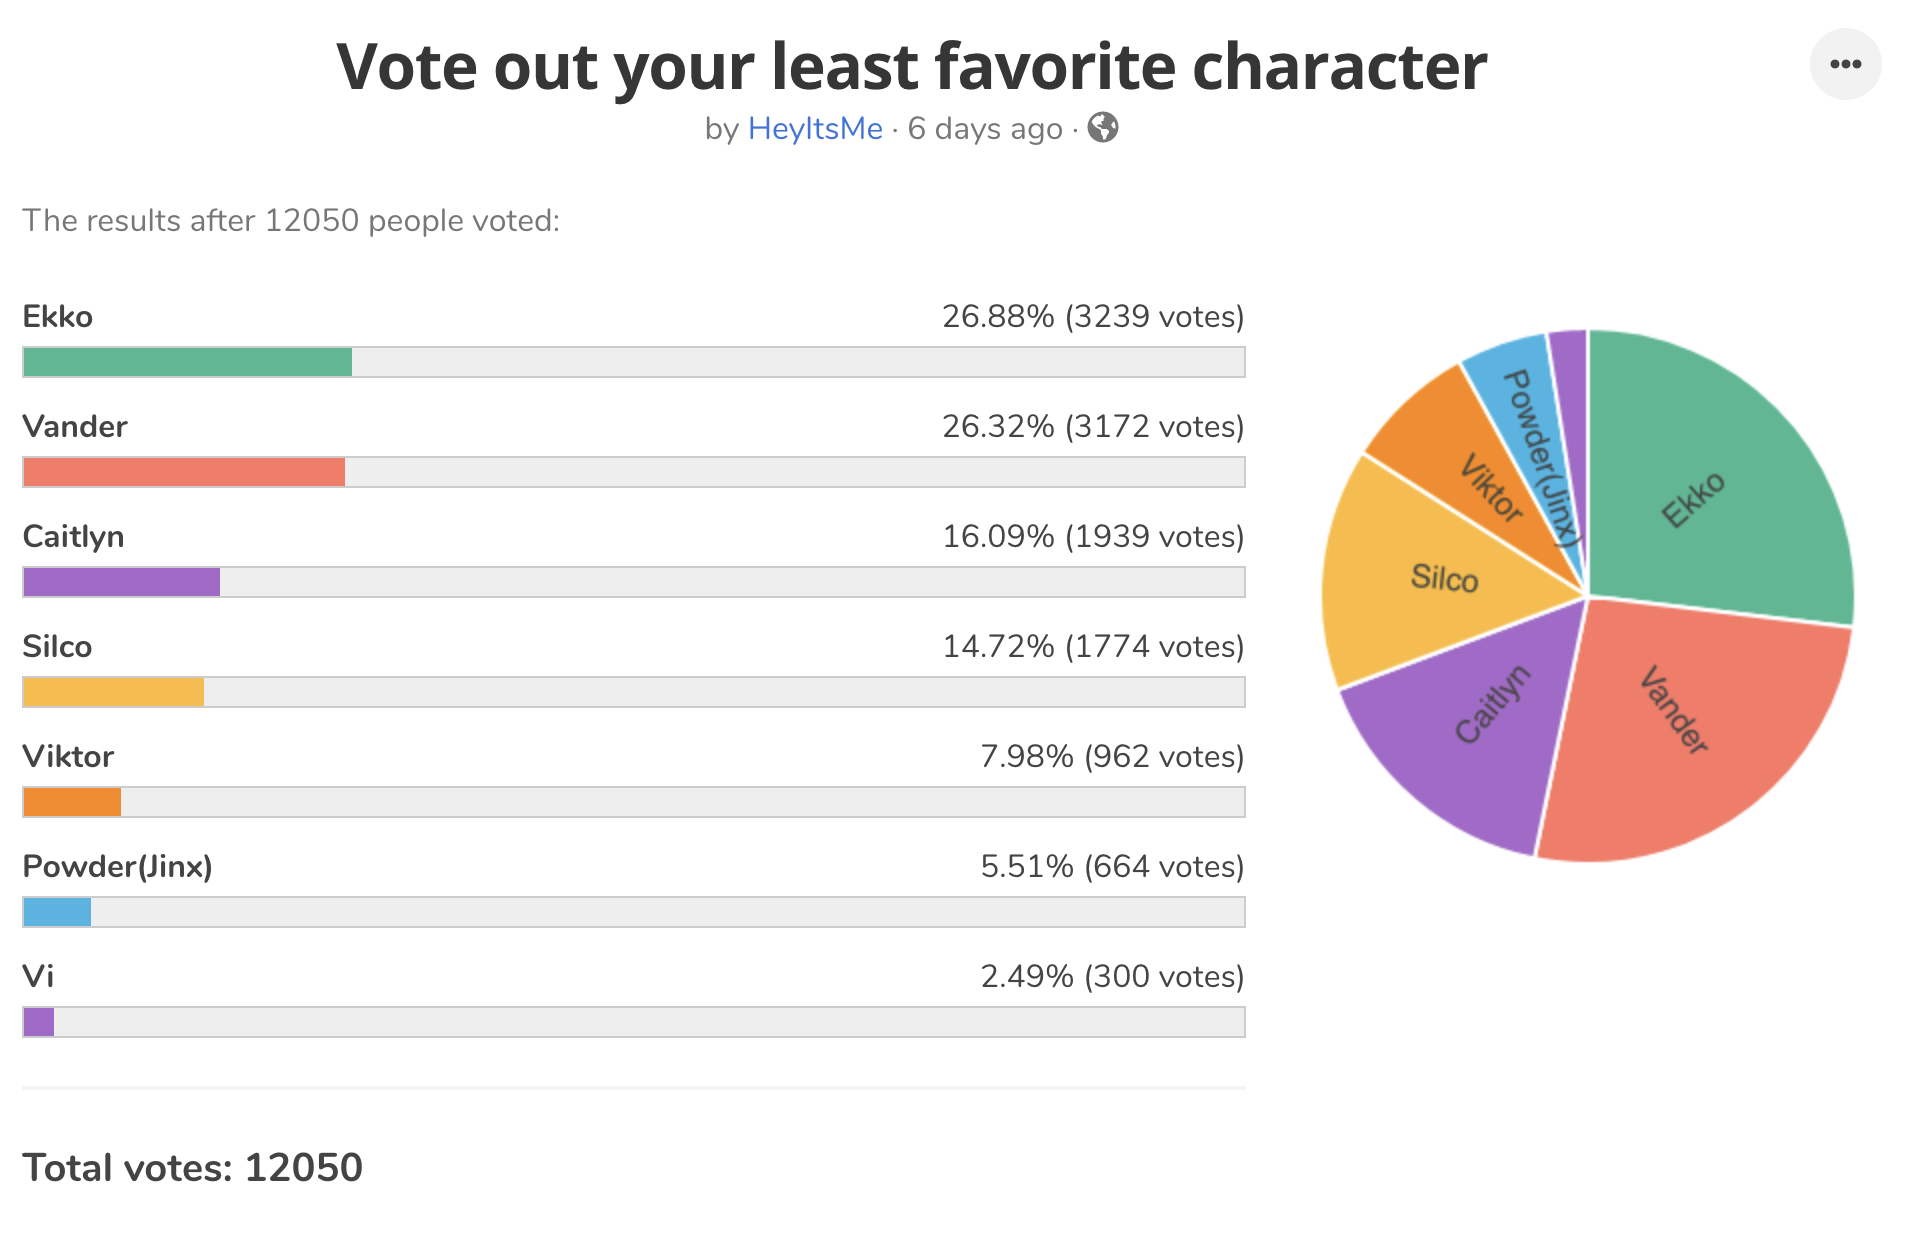 Vote out your least favorite character
by HeyItsMe · 6 days ago ·
The results after 12050 people voted:
Ekko 26.88% (3239 votes)
Vander 26.32% (3172 votes)
Caitlyn 16.09% (1939 votes)
Silco 14.72% (1774 votes)
Viktor 7.98% (962 votes)
Powder(Jinx) 5.51% (664 votes)
Vi 2.49% (300 votes)
Total votes: 12050
Ekko
Vander
Caitlyn
Silco
Viktor
Powder(Jinx)